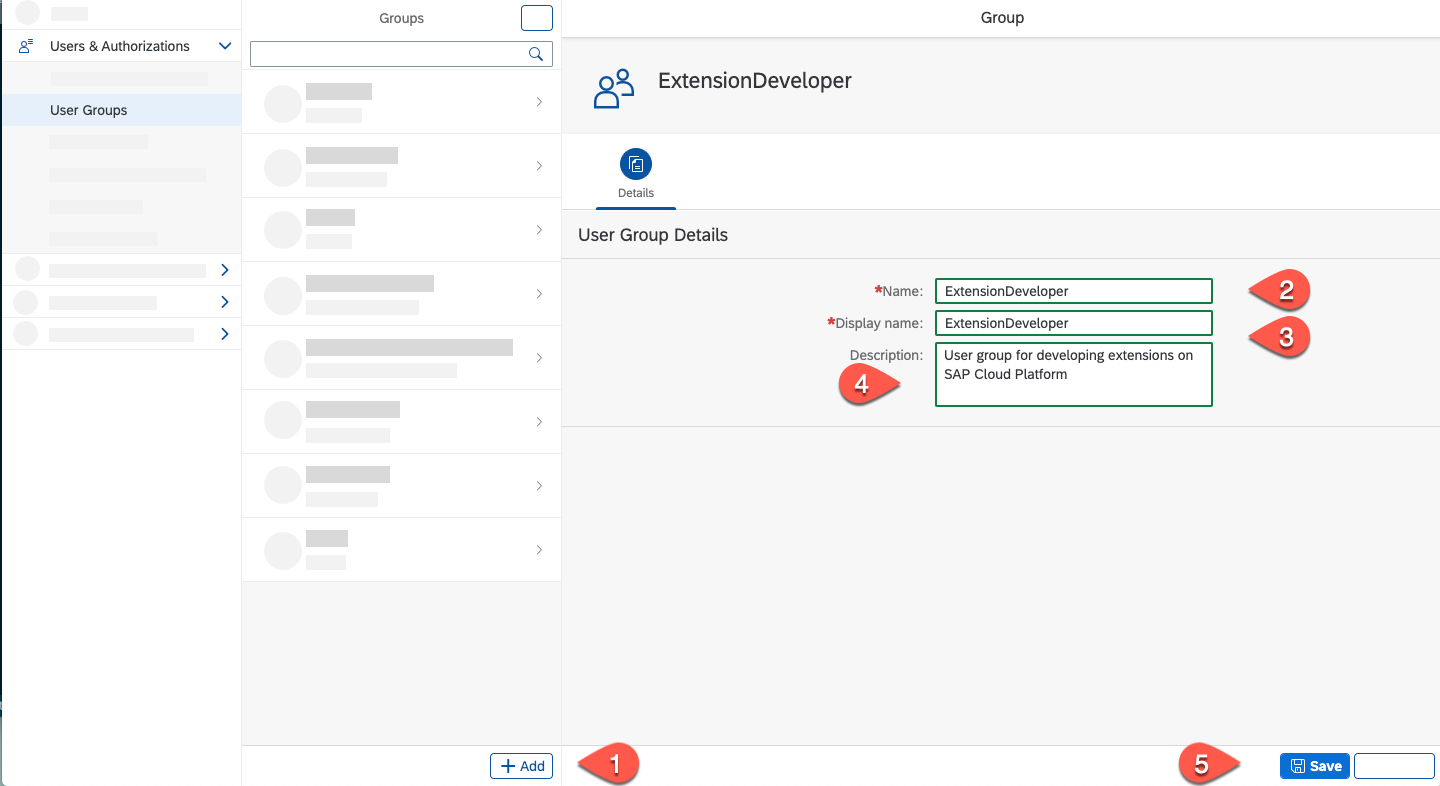 Users & Authorizations
User Groups
Groups
+ Add
1
Group
ExtensionDeveloper
Details
User Group Details
*Name: ExtensionDeveloper
2
*Display name: ExtensionDeveloper
3
Description: User group for developing extensions on
SAP Cloud Platform
4
5
Save